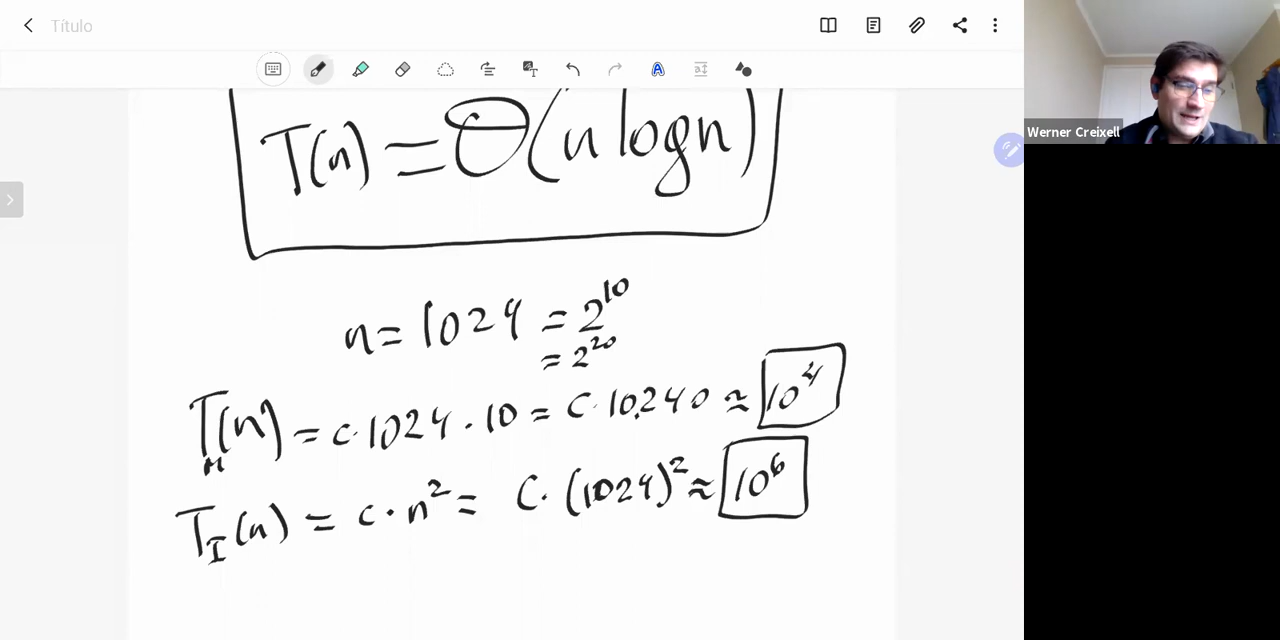 Título
Werner Creixell
T(n) = Θ(n log n)
n = 1024 = 2^10
= 2^20
T_M(n) = c·1024·10 = C·10,240 ≈ 10^4
T_I(n) = c·n^2 = C·(1024)^2 ≈ 10^6